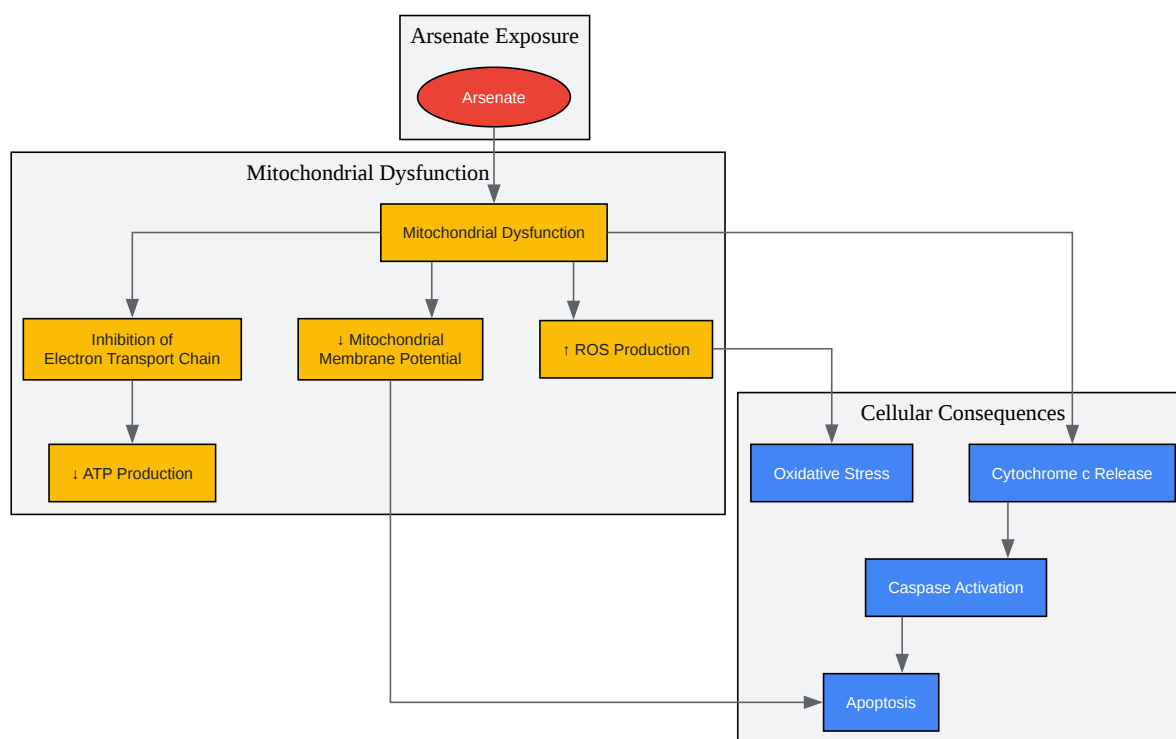 Arsenate Exposure
Arsenate
Mitochondrial Dysfunction
Mitochondrial Dysfunction
Inhibition of
Electron Transport Chain
↓ Mitochondrial
Membrane Potential
↑ ROS Production
↓ ATP Production
Cellular Consequences
Oxidative Stress
Cytochrome c Release
Caspase Activation
Apoptosis